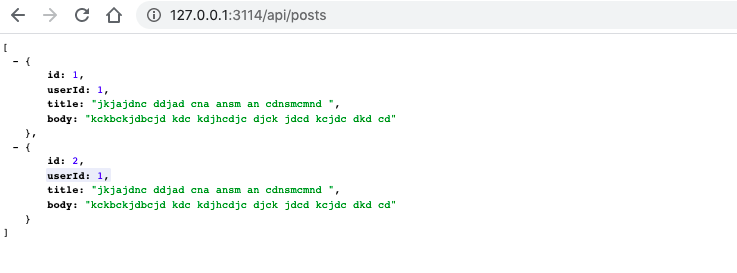 127.0.0.1:3114/api/posts
[
- {
id: 1,
userId: 1,
title: "jkjajdnc ddjad cna ansm an cdnsmcmnd ",
body: "kckbckjdbcjd kdc kdjhcdjc djck jdcd kcjdc dkd cd"
},
- {
id: 2,
userId: 1,
title: "jkjajdnc ddjad cna ansm an cdnsmcmnd ",
body: "kckbckjdbcjd kdc kdjhcdjc djck jdcd kcjdc dkd cd"
}
]